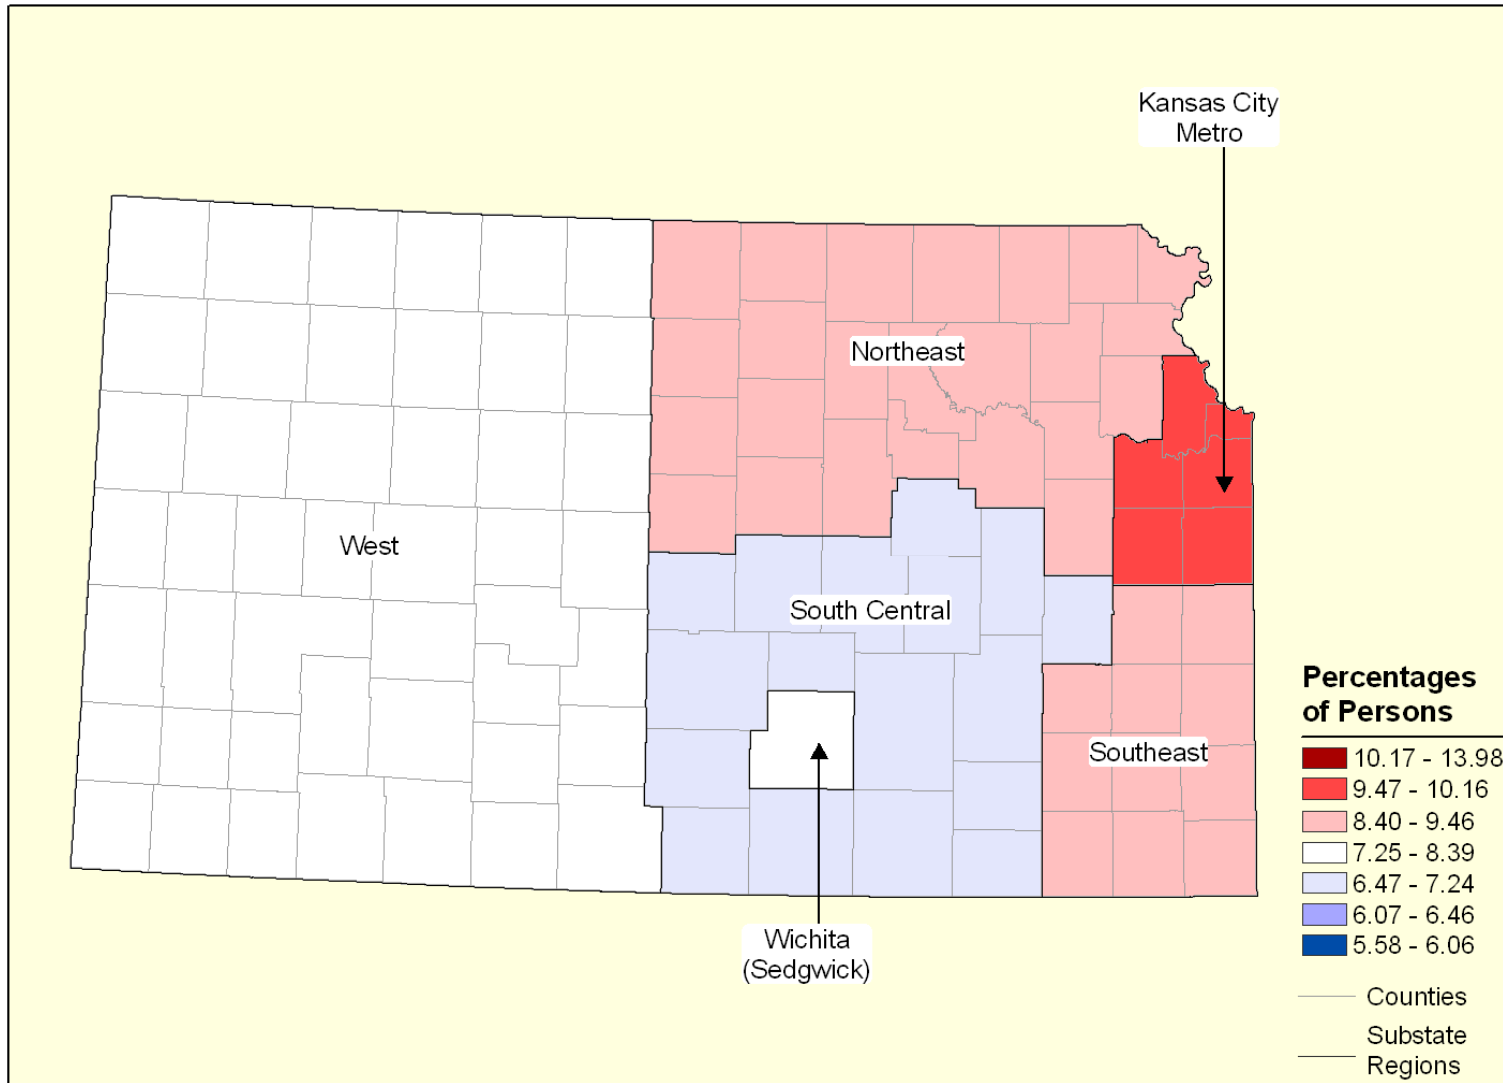 Kansas City
Metro
Northeast
West
South Central
Southeast
Wichita
(Sedgwick)
Percentages
of Persons
10.17 - 13.98
9.47 - 10.16
8.40 - 9.46
7.25 - 8.39
6.47 - 7.24
6.07 - 6.46
5.58 - 6.06
Counties
Substate
Regions